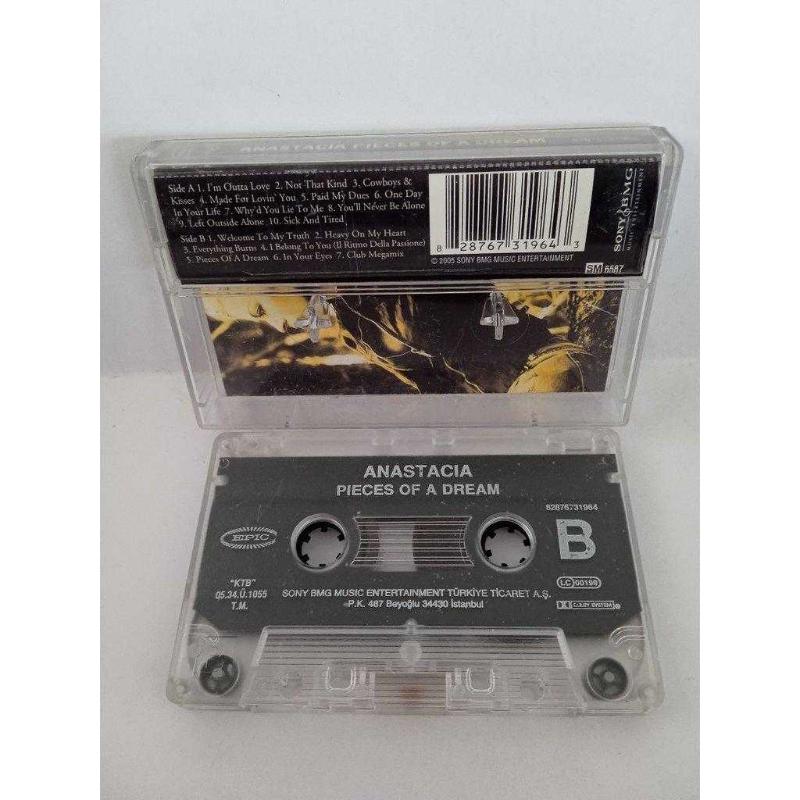 ANASTACIA PIECES OF A DREAM
Side A 1. I'm Outta Love 2. Not That Kind 3. Cowboys &
Kisses 4. Made For Lovin' You 5. Paid My Dues 6. One Day
In Your Life 7. Why'd You Lie To Me 8. You'll Never Be Alone
9. Left Outside Alone 10. Sick And Tired
Side B 1. Welcome To My Truth 2. Heavy On My Heart
3. Everything Burns 4. I Belong To You (Il Ritmo Della Passione)
5. Pieces Of A Dream 6. In Your Eyes 7. Club Megamix
8 28767 31964 3
© 2005 SONY BMG MUSIC ENTERTAINMENT
SONY BMG
MUSIC ENTERTAINMENT
SM 6587
ANASTACIA
PIECES OF A DREAM
82876731964
EPIC
B
"KTB"
05.34.Ü.1055
T.M.
SONY BMG MUSIC ENTERTAINMENT TÜRKİYE TİCARET A.Ş.
P.K. 467 Beyoğlu 34430 İstanbul
LC 00199
DOLBY SYSTEM®